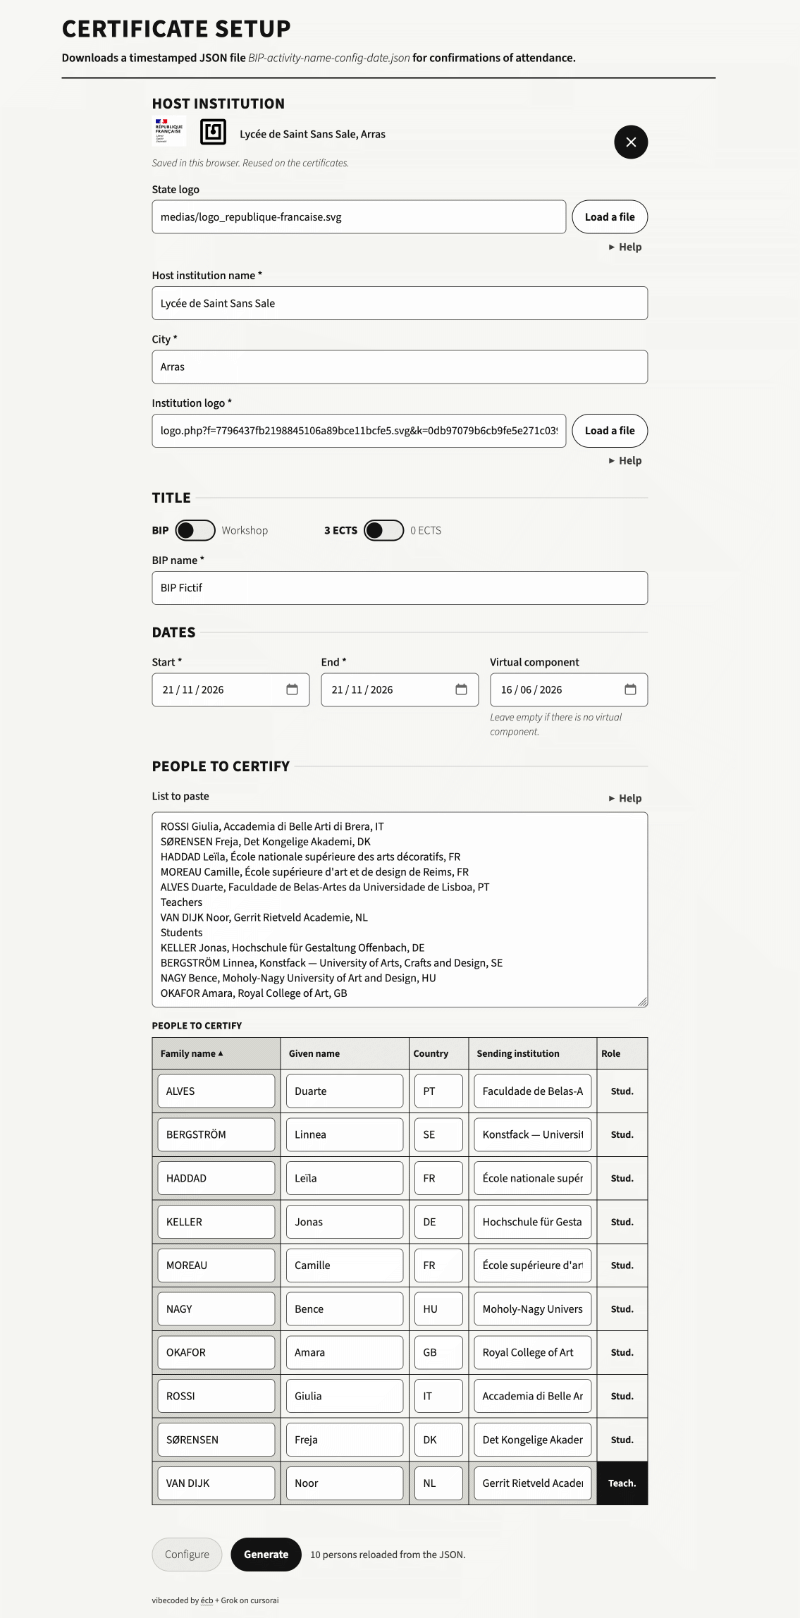 CERTIFICATE SETUP
Downloads a timestamped JSON file BIP-activity-name-config-date.json for confirmations of attendance.
HOST INSTITUTION
RÉPUBLIQUE
FRANÇAISE
Lycée de Saint Sans Sale, Arras
Saved in this browser. Reused on the certificates.
State logo
medias/logo_republique-francaise.svg
Load a file
▸ Help
Host institution name *
Lycée de Saint Sans Sale
City *
Arras
Institution logo *
logo.php?f=7796437fb2198845106a89bce11bcfe5.svg&k=0db97079b6cb9fe5e271c03
Load a file
▸ Help
TITLE
BIP Workshop 3 ECTS 0 ECTS
BIP name *
BIP Fictif
DATES
Start * End * Virtual component
21 / 11 / 2026 21 / 11 / 2026 16 / 06 / 2026
Leave empty if there is no virtual
component.
PEOPLE TO CERTIFY
List to paste
▸ Help
ROSSI Giulia, Accademia di Belle Arti di Brera, IT
SØRENSEN Freja, Det Kongelige Akademi, DK
HADDAD Leïla, École nationale supérieure des arts décoratifs, FR
MOREAU Camille, École supérieure d'art et de design de Reims, FR
ALVES Duarte, Faculdade de Belas-Artes da Universidade de Lisboa, PT
Teachers
VAN DIJK Noor, Gerrit Rietveld Academie, NL
Students
KELLER Jonas, Hochschule für Gestaltung Offenbach, DE
BERGSTRÖM Linnea, Konstfack — University of Arts, Crafts and Design, SE
NAGY Bence, Moholy-Nagy University of Art and Design, HU
OKAFOR Amara, Royal College of Art, GB
PEOPLE TO CERTIFY
Family name ▲ Given name Country Sending institution Role
ALVES Duarte PT Faculdade de Belas-A Stud.
BERGSTRÖM Linnea SE Konstfack — Universit Stud.
HADDAD Leïla FR École nationale supér Stud.
KELLER Jonas DE Hochschule für Gesta Stud.
MOREAU Camille FR École supérieure d'art Stud.
NAGY Bence HU Moholy-Nagy Univers Stud.
OKAFOR Amara GB Royal College of Art Stud.
ROSSI Giulia IT Accademia di Belle Ar Stud.
SØRENSEN Freja DK Det Kongelige Akader Stud.
VAN DIJK Noor NL Gerrit Rietveld Acader Teach.
Configure Generate 10 persons reloaded from the JSON.
vibecoded by écb + Grok on cursorai